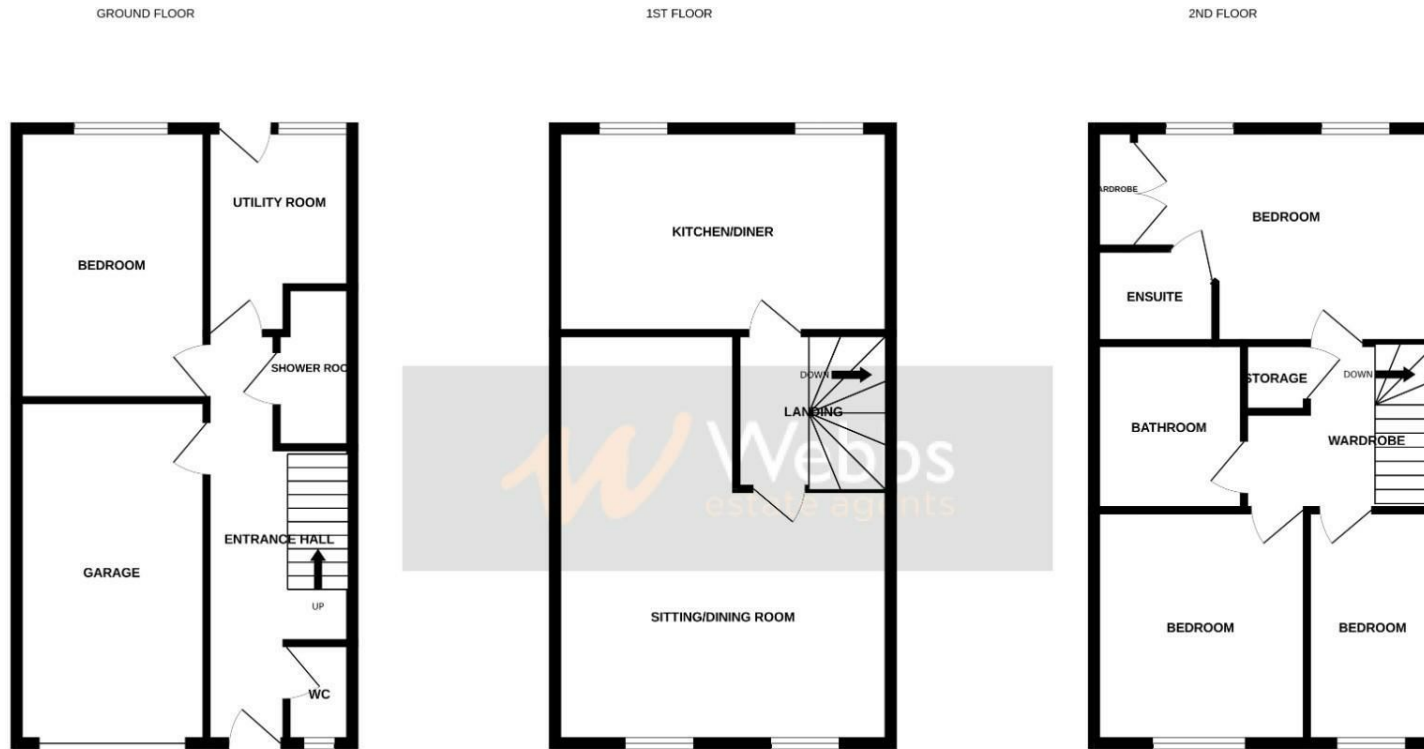 GROUND FLOOR
1ST FLOOR
2ND FLOOR
UTILITY ROOM
BEDROOM
SHOWER ROO
ENTRANCE HALL
GARAGE
UP
WC
KITCHEN/DINER
DOWN
LANDING
SITTING/DINING ROOM
ARDROBE
BEDROOM
ENSUITE
STORAGE
DOWN
BATHROOM
WARDROBE
BEDROOM
BEDROOM
Webbs
estate agents